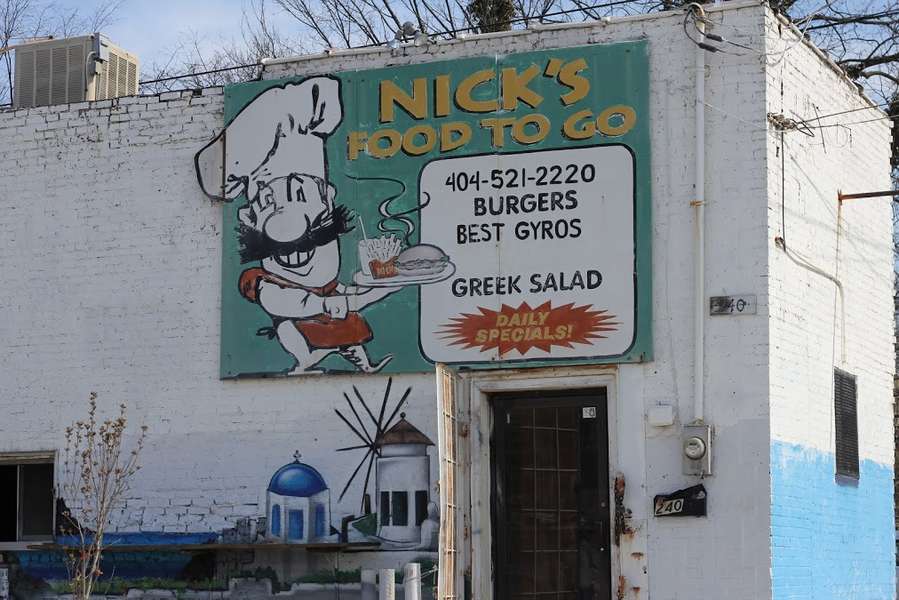 NICK'S
FOOD TO GO
404-521-2220
BURGERS
BEST GYROS
GREEK SALAD
DAILY
SPECIALS!
240
240